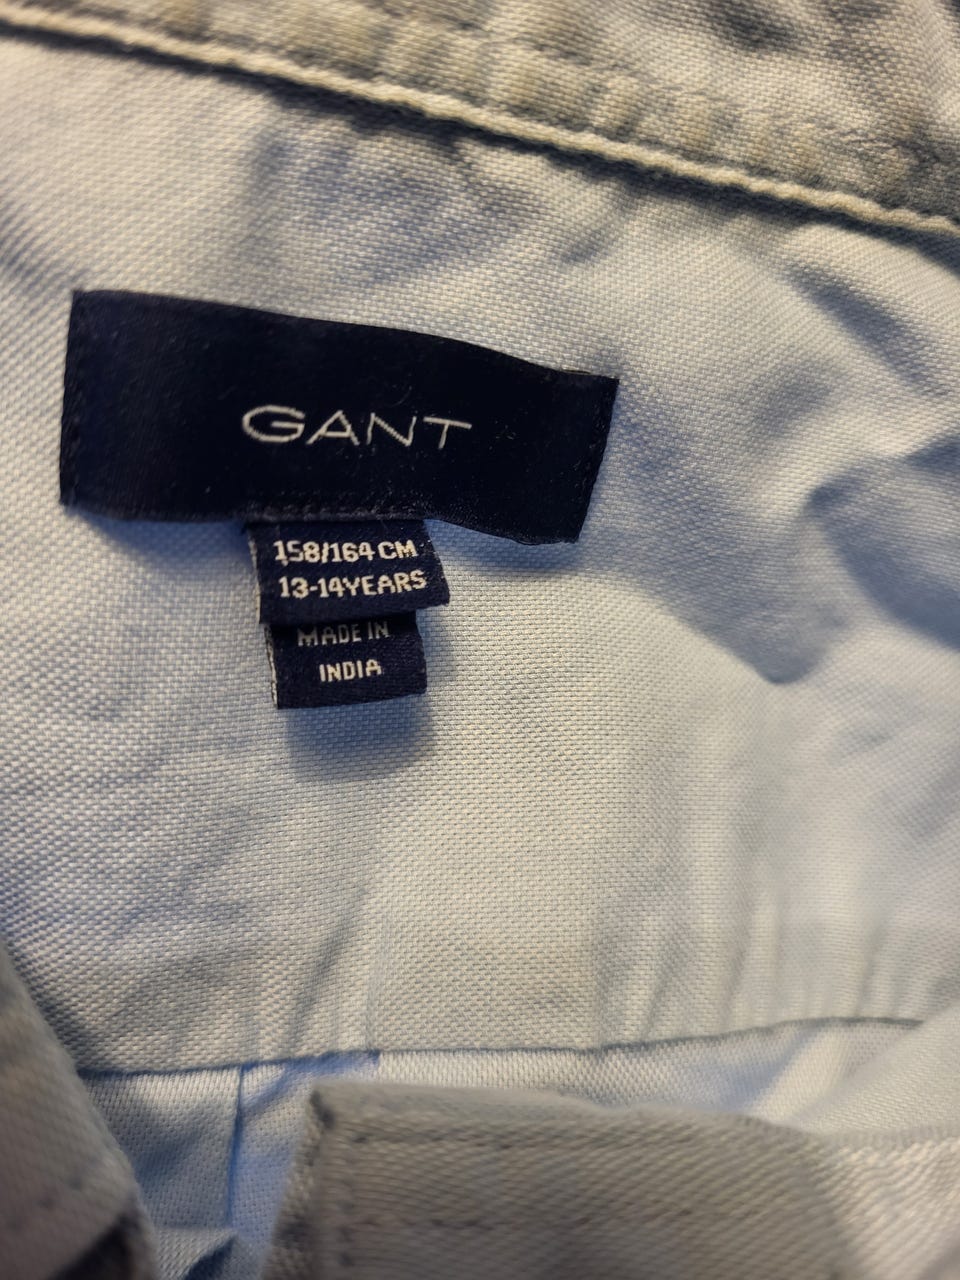 GANT
158/164 CM
13-14YEARS
MADE IN
INDIA